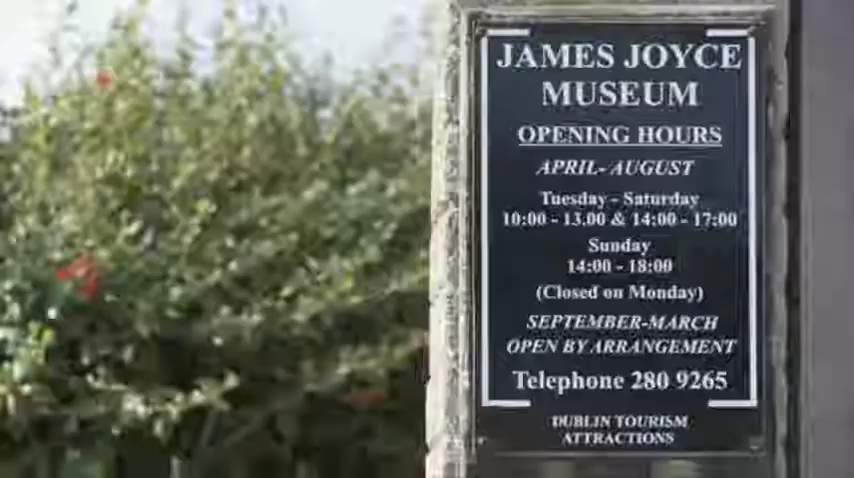 JAMES JOYCE
MUSEUM
OPENING HOURS
APRIL- AUGUST
Tuesday - Saturday
10:00 - 13.00 & 14:00 - 17:00
Sunday
14:00 - 18:00
(Closed on Monday)
SEPTEMBER-MARCH
OPEN BY ARRANGEMENT
Telephone 280 9265
DUBLIN TOURISM
ATTRACTIONS